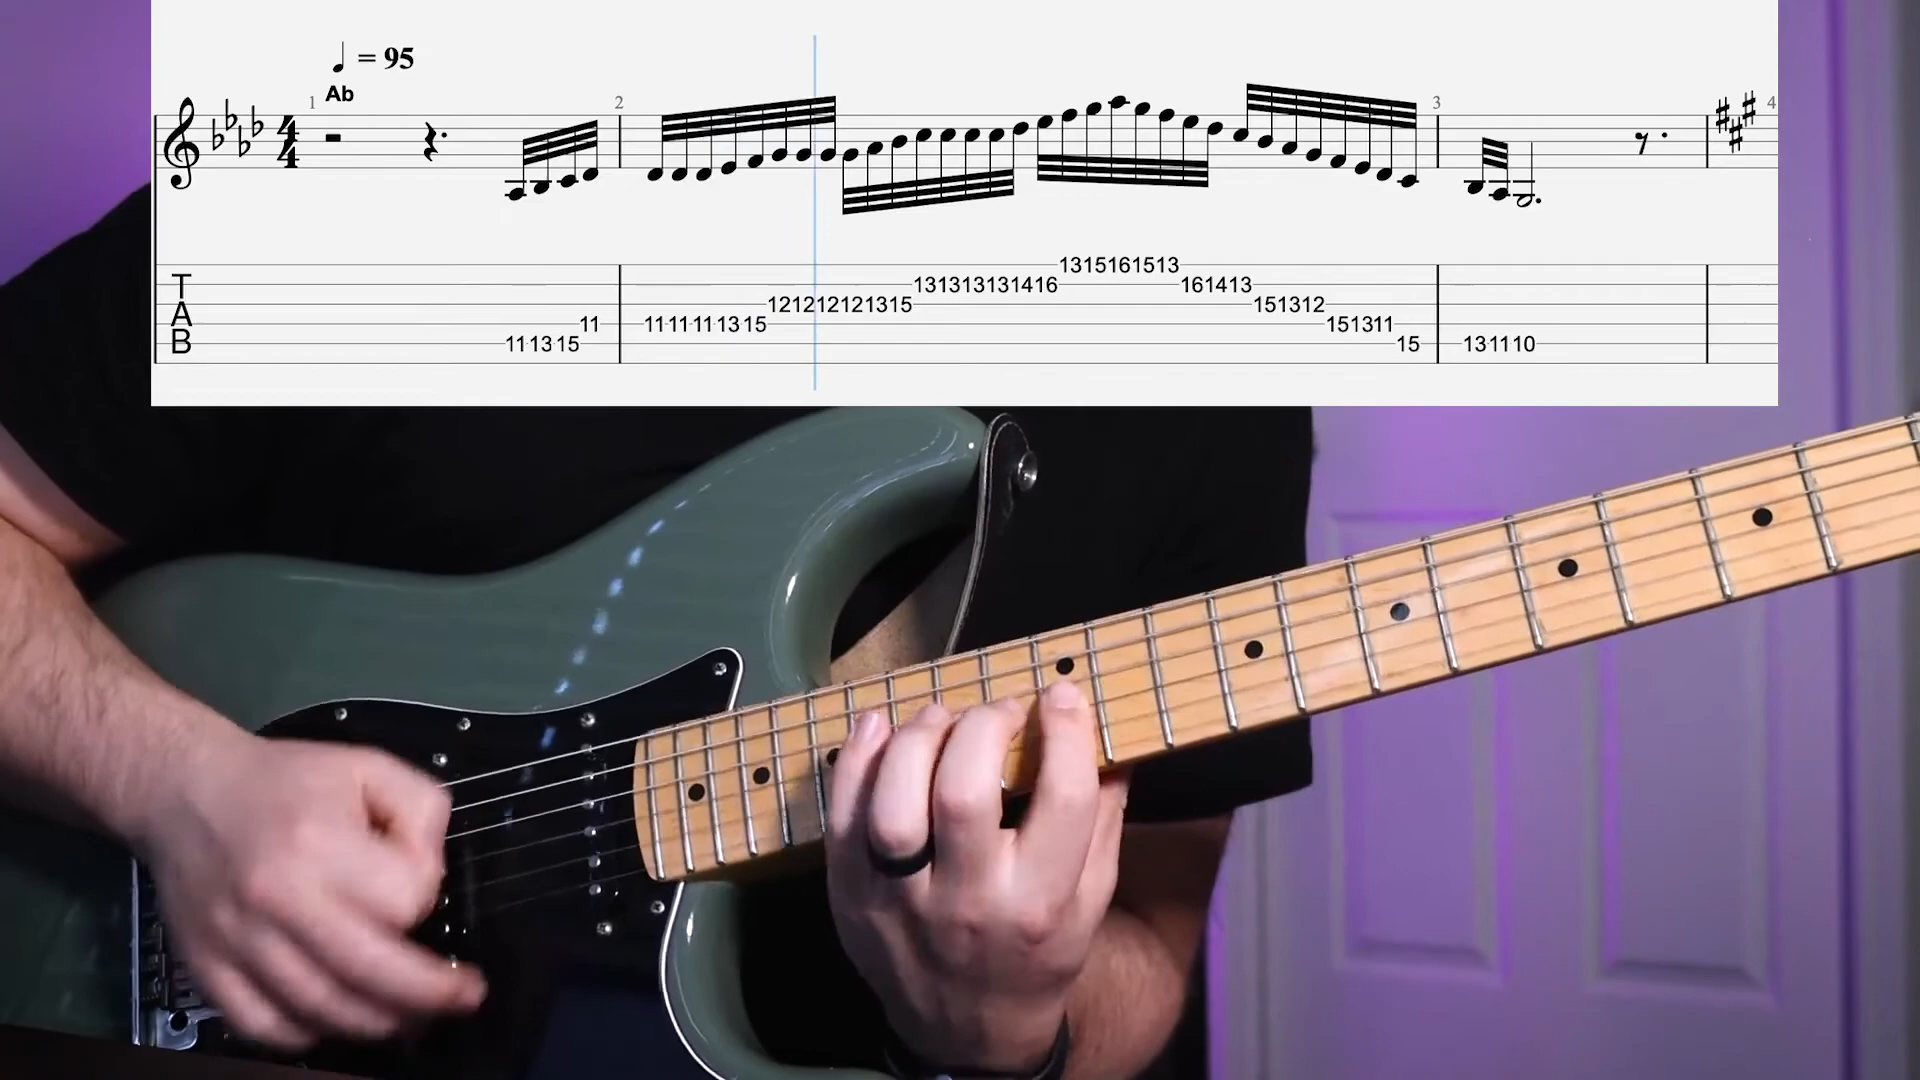 = 95
Ab
1 2 3 4
4
4
T
A
B
13 15 16 15 13
13 13 13 13 14 16 16 14 13
12 12 12 12 13 15 15 13 12
11 11 11 11 13 15 15 13 11
11 13 15 15 13 11 10